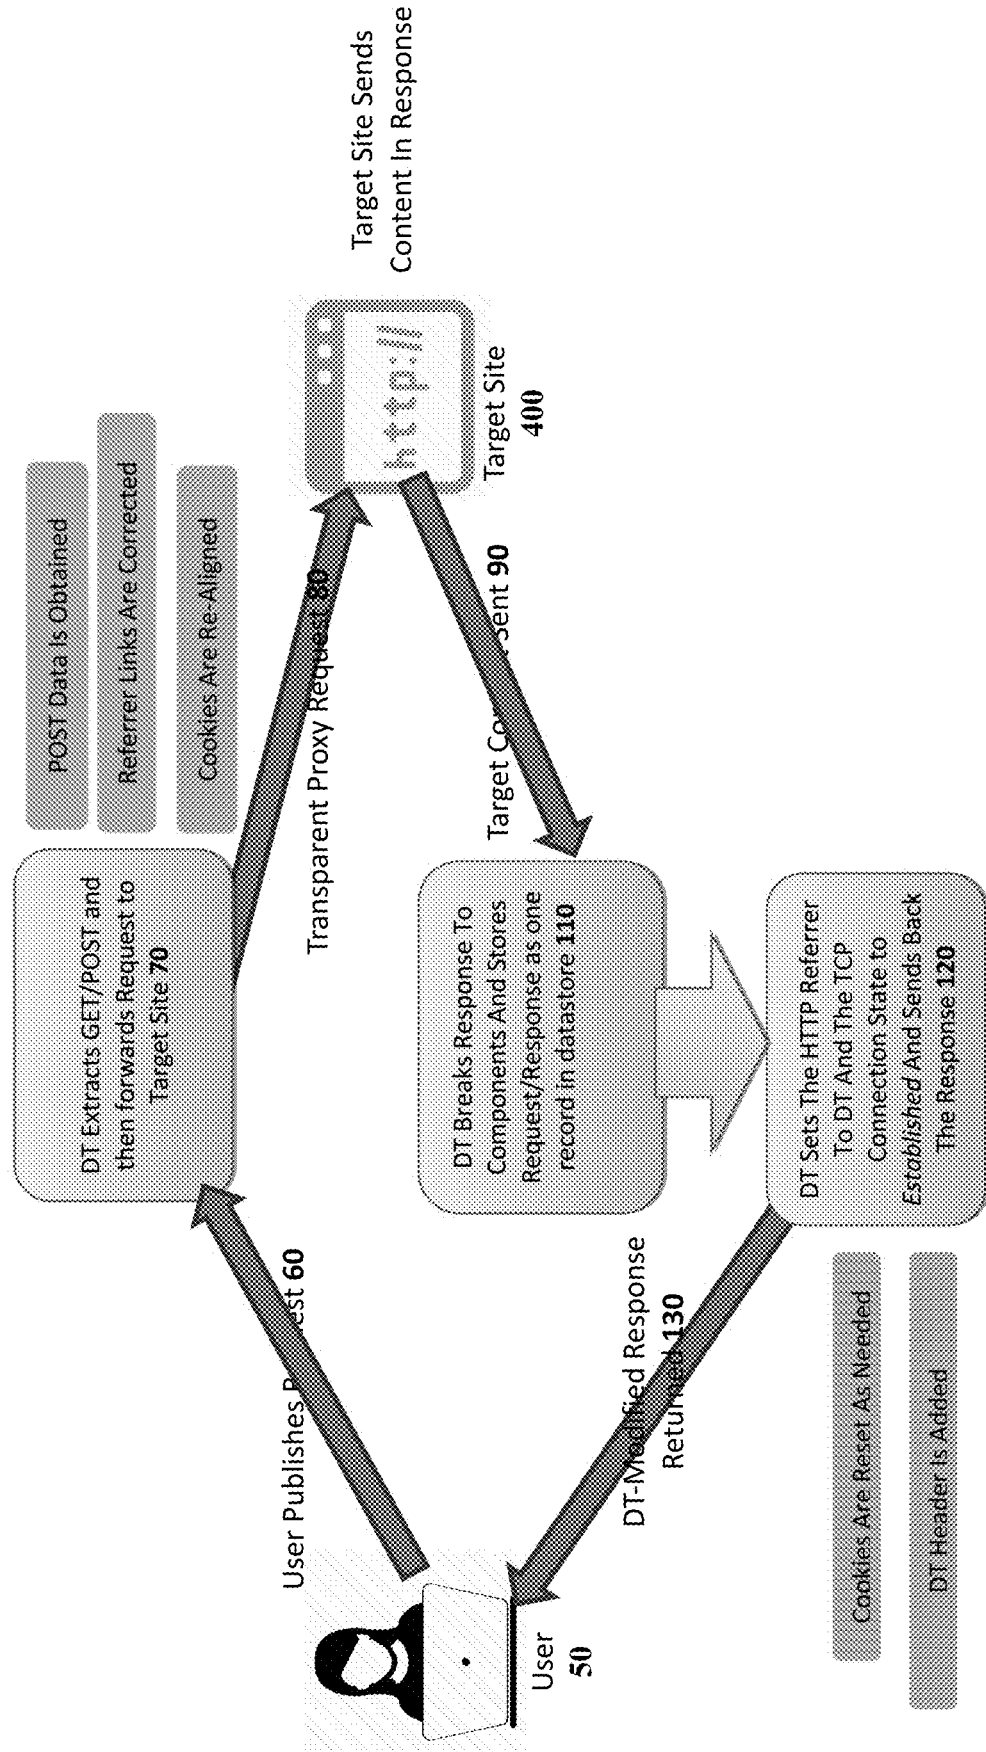 POST Data Is Obtained
Referrer Links Are Corrected
Cookies Are Re-Aligned
DT Extracts GET/POST and
then forwards Request to
Target Site 70
User Publishes Request 60
Transparent Proxy Request 80
http://
Target Site Sends
Content In Response
Target Site
400
Target Content Sent 90
DT Breaks Response To
Components And Stores
Request/Response as one
record in datastore 110
User
50
DT-Modified Response
Returned 130
DT Sets The HTTP Referrer
To DT And The TCP
Connection State to
Established And Sends Back
The Response 120
Cookies Are Reset As Needed
DT Header Is Added